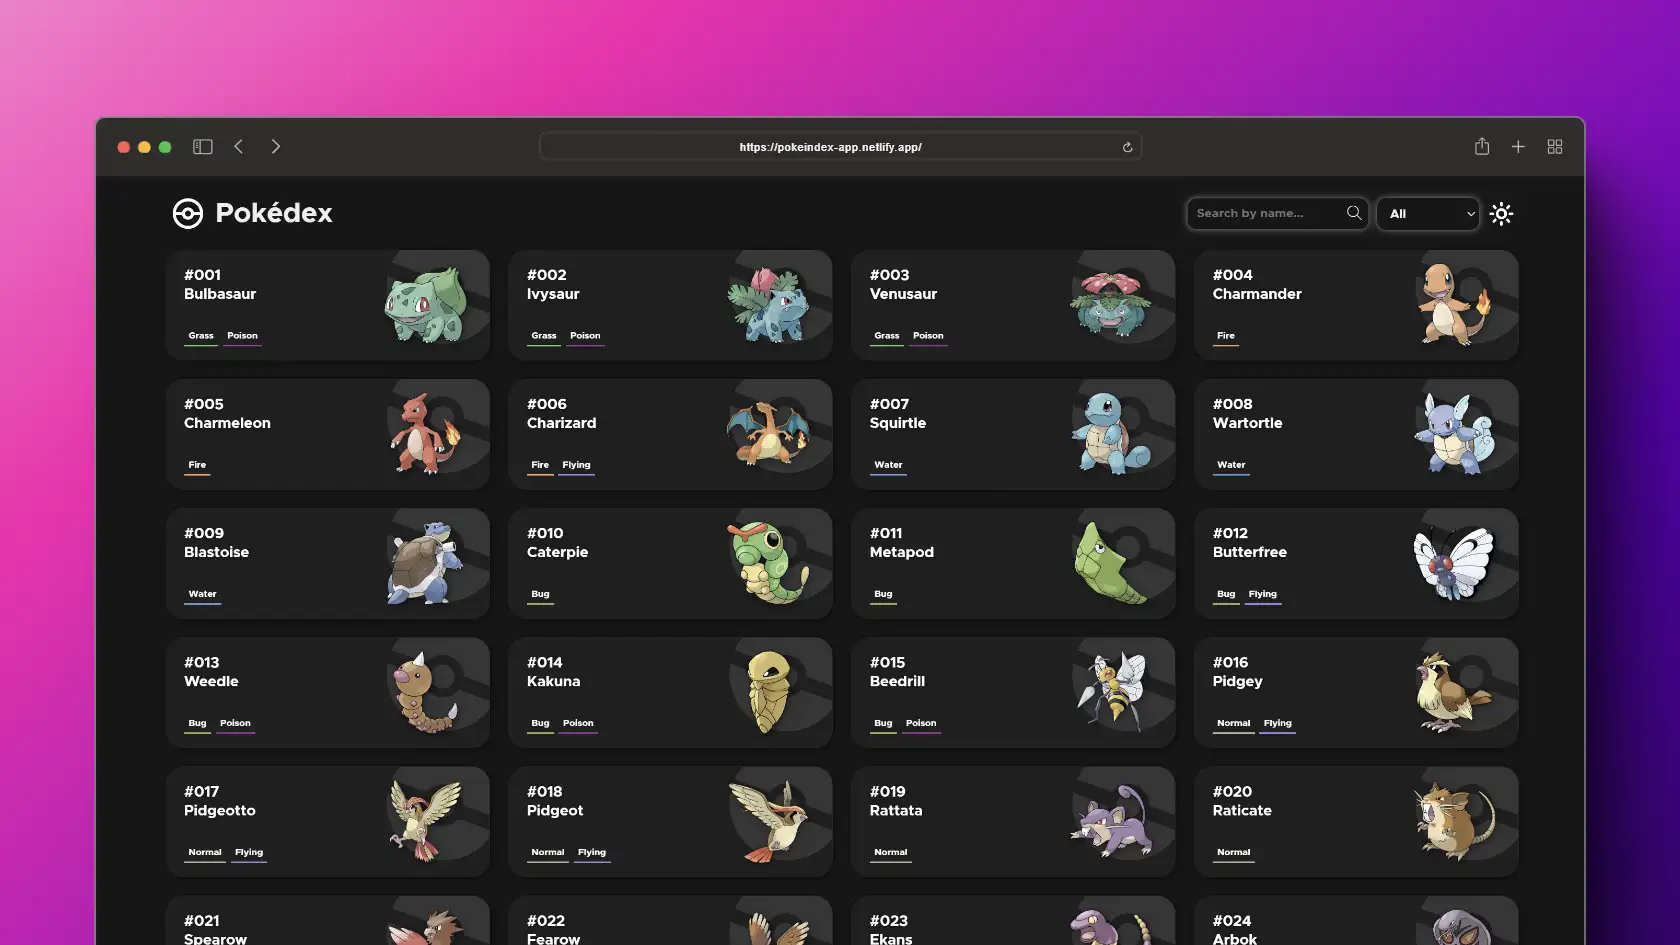 https://pokeindex-app.netlify.app/
Pokédex
Search by name...
All
#001
Bulbasaur
Grass Poison
#002
Ivysaur
Grass Poison
#003
Venusaur
Grass Poison
#004
Charmander
Fire
#005
Charmeleon
Fire
#006
Charizard
Fire Flying
#007
Squirtle
Water
#008
Wartortle
Water
#009
Blastoise
Water
#010
Caterpie
Bug
#011
Metapod
Bug
#012
Butterfree
Bug Flying
#013
Weedle
Bug Poison
#014
Kakuna
Bug Poison
#015
Beedrill
Bug Poison
#016
Pidgey
Normal Flying
#017
Pidgeotto
Normal Flying
#018
Pidgeot
Normal Flying
#019
Rattata
Normal
#020
Raticate
Normal
#021
Spearow
#022
Fearow
#023
Ekans
#024
Arbok